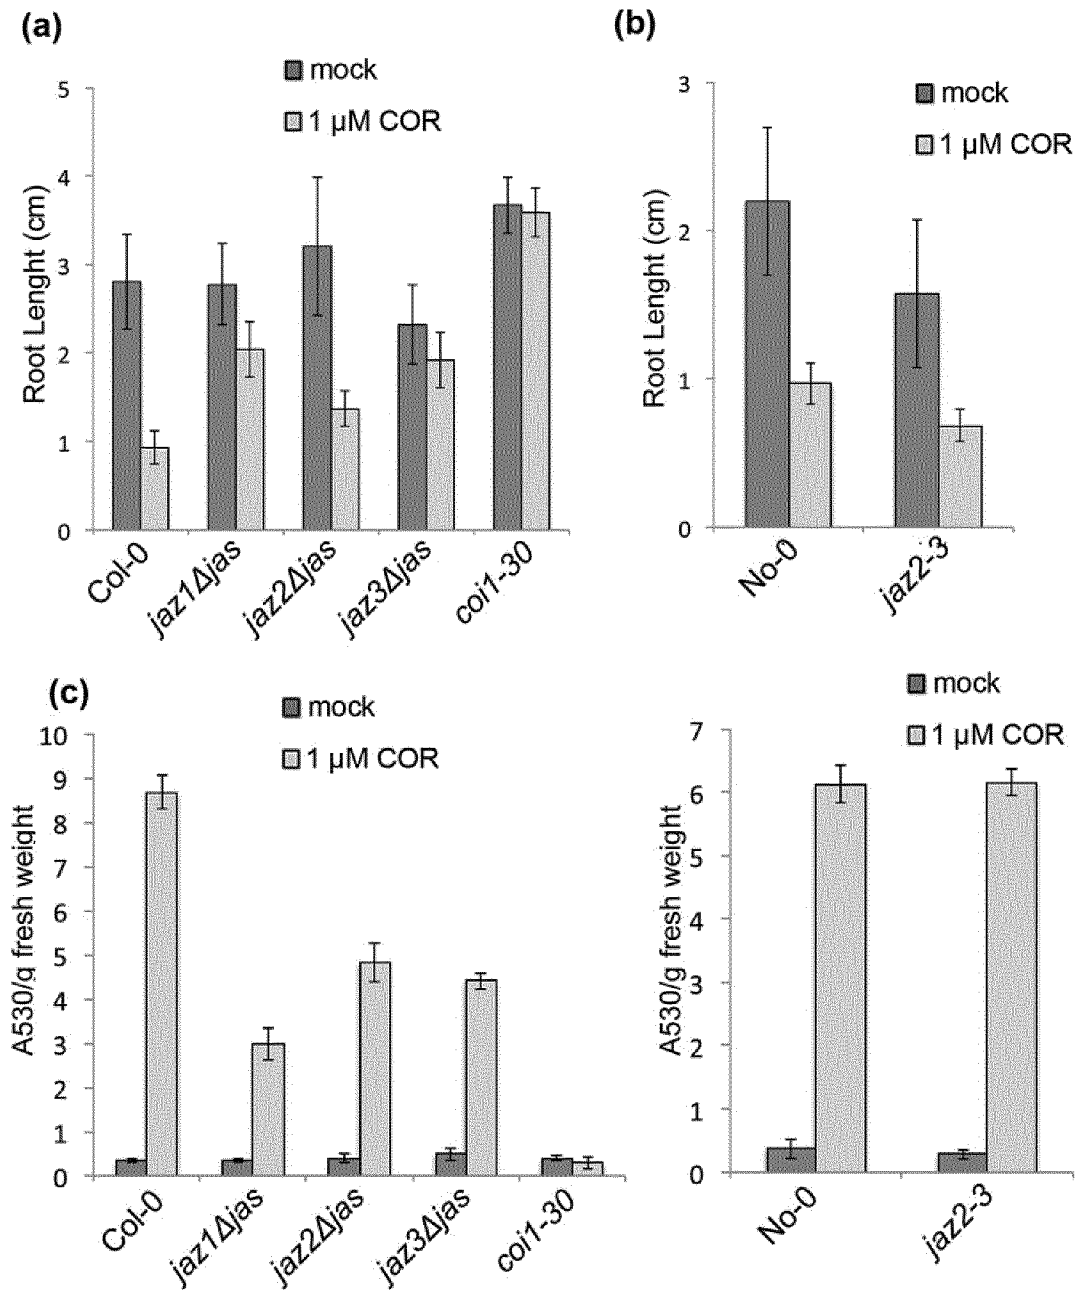 (a)
mock
1 µM COR
Root Lenght (cm)
5
4
3
2
1
0
Col-0
jaz1Δjas
jaz2Δjas
jaz3Δjas
coi1-30
(b)
mock
1 µM COR
Root Lenght (cm)
3
2
1
0
No-0
jaz2-3
(c)
mock
1 µM COR
A530/g fresh weight
10
9
8
7
6
5
4
3
2
1
0
Col-0
jaz1Δjas
jaz2Δjas
jaz3Δjas
coi1-30
mock
1 µM COR
A530/g fresh weight
7
6
5
4
3
2
1
0
No-0
jaz2-3